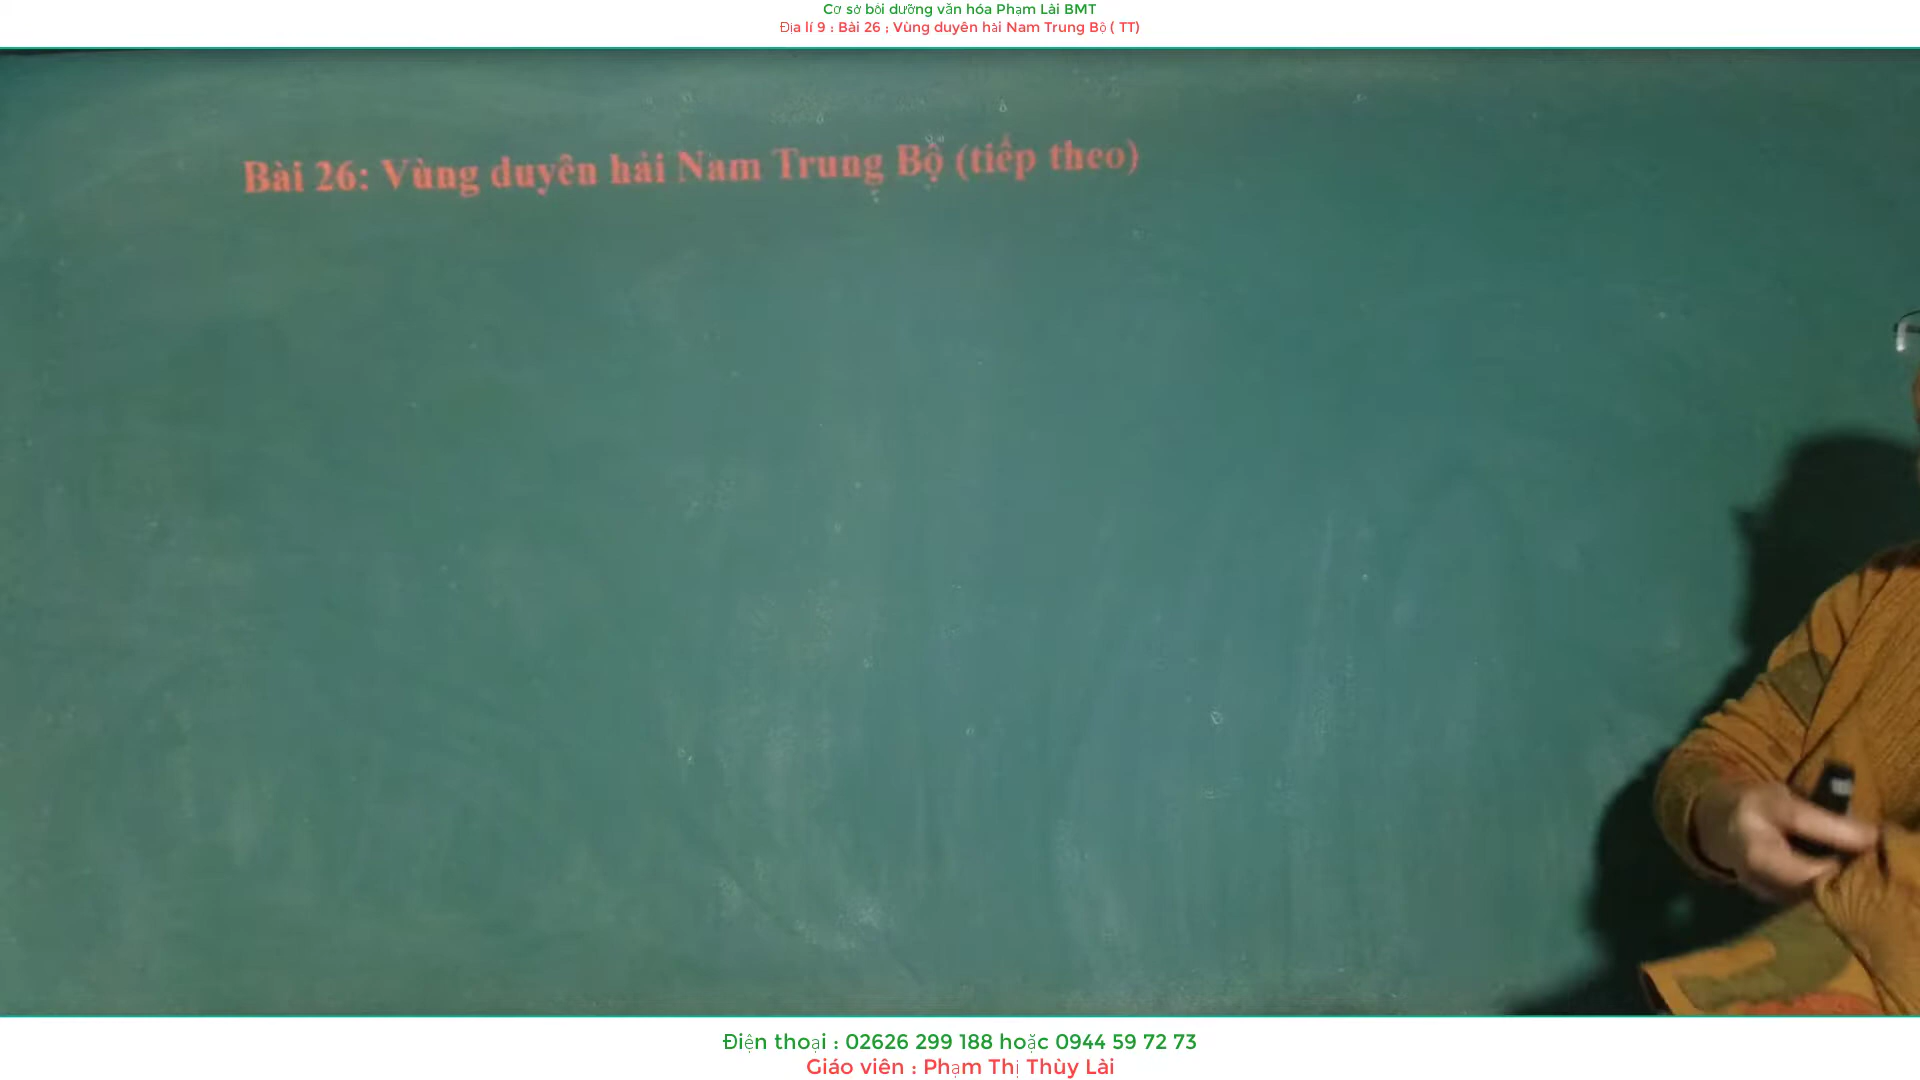 Cơ sở bồi dưỡng văn hóa Phạm Lài BMT
Địa lí 9 : Bài 26 ; Vùng duyên hải Nam Trung Bộ ( TT)
Bài 26: Vùng duyên hải Nam Trung Bộ (tiếp theo)
Điện thoại : 02626 299 188 hoặc 0944 59 72 73
Giáo viên : Phạm Thị Thùy Lài